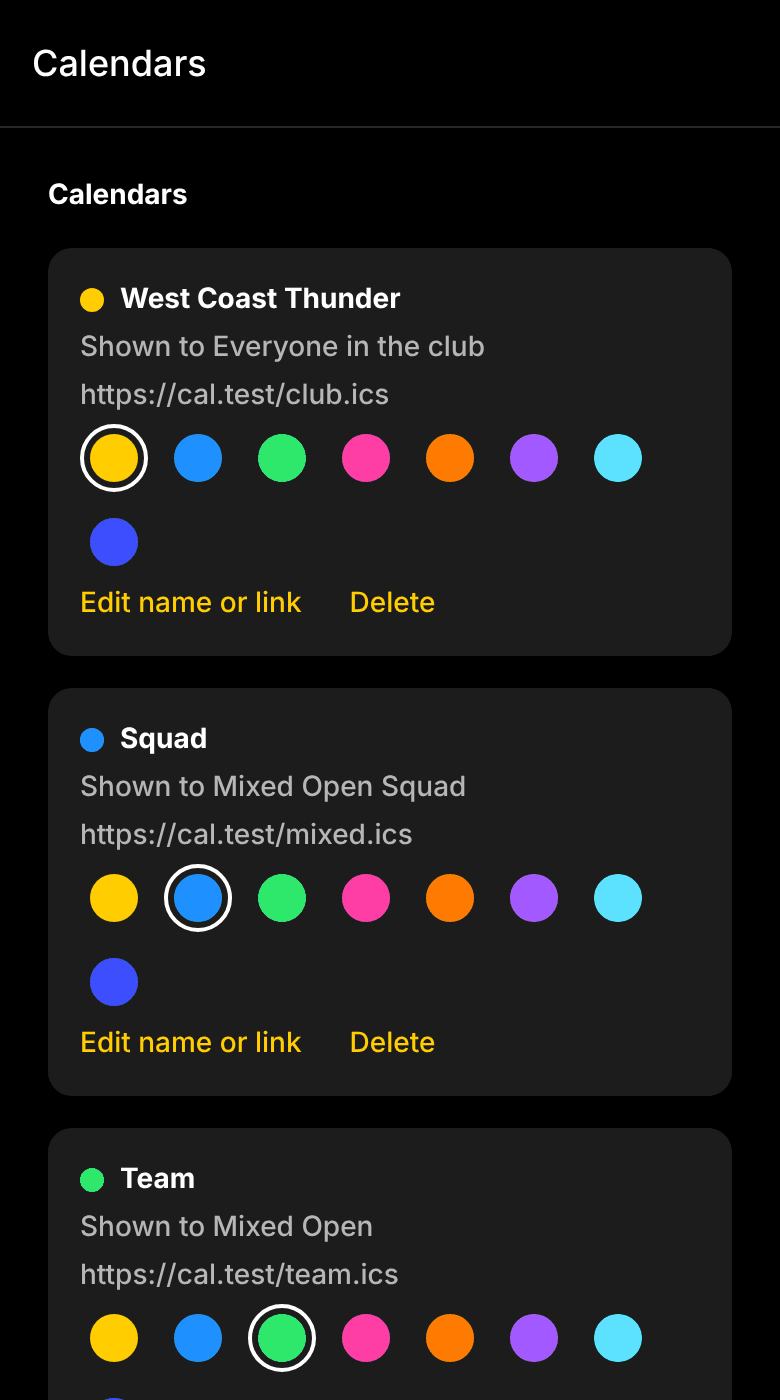 Calendars
Calendars
West Coast Thunder
Shown to Everyone in the club
https://cal.test/club.ics
Edit name or link Delete
Squad
Shown to Mixed Open Squad
https://cal.test/mixed.ics
Edit name or link Delete
Team
Shown to Mixed Open
https://cal.test/team.ics